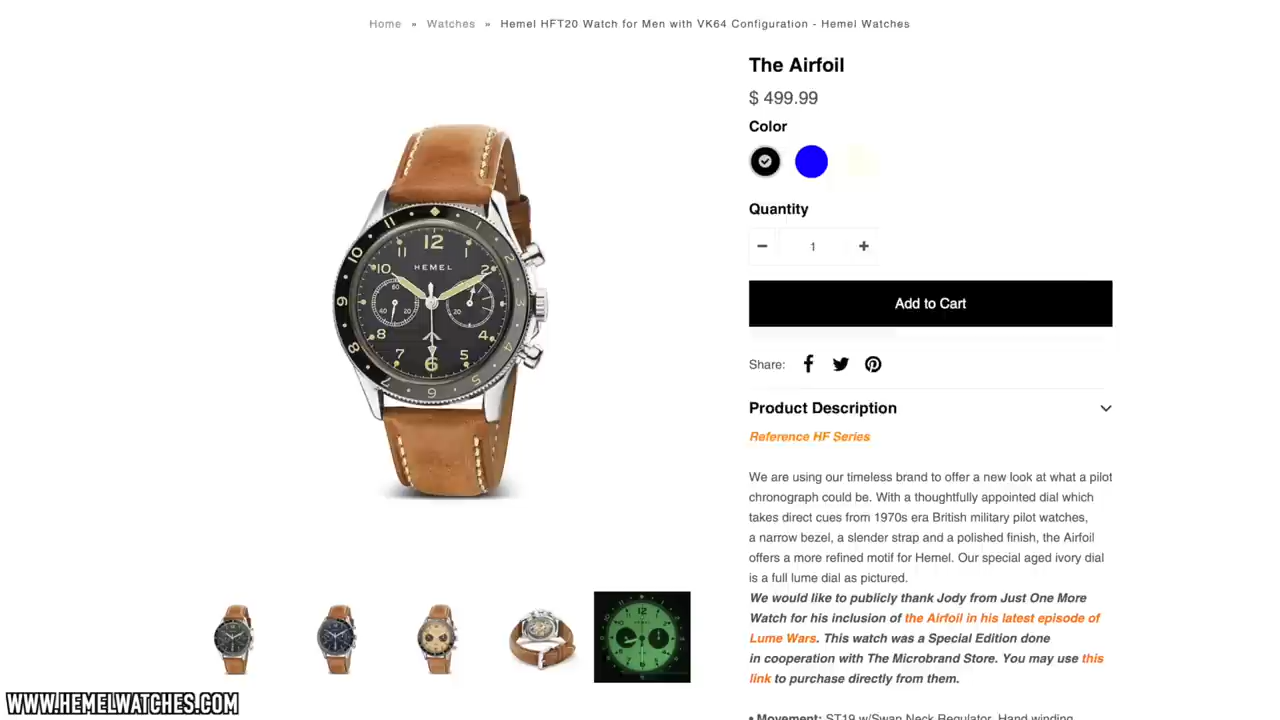 Home » Watches » Hemel HFT20 Watch for Men with VK64 Configuration - Hemel Watches
The Airfoil
$ 499.99
Color
Quantity
1
Add to Cart
Share:
Product Description
Reference HF Series
We are using our timeless brand to offer a new look at what a pilot
chronograph could be. With a thoughtfully appointed dial which
takes direct cues from 1970s era British military pilot watches,
a narrow bezel, a slender strap and a polished finish, the Airfoil
offers a more refined motif for Hemel. Our special aged ivory dial
is a full lume dial as pictured.
We would like to publicly thank Jody from Just One More
Watch for his inclusion of the Airfoil in his latest episode of
Lume Wars. This watch was a Special Edition done
in cooperation with The Microbrand Store. You may use this
link to purchase directly from them.
• Movement: ST19 w/Swan Neck Regulator, Hand winding
HEMEL
WWW.HEMELWATCHES.COM